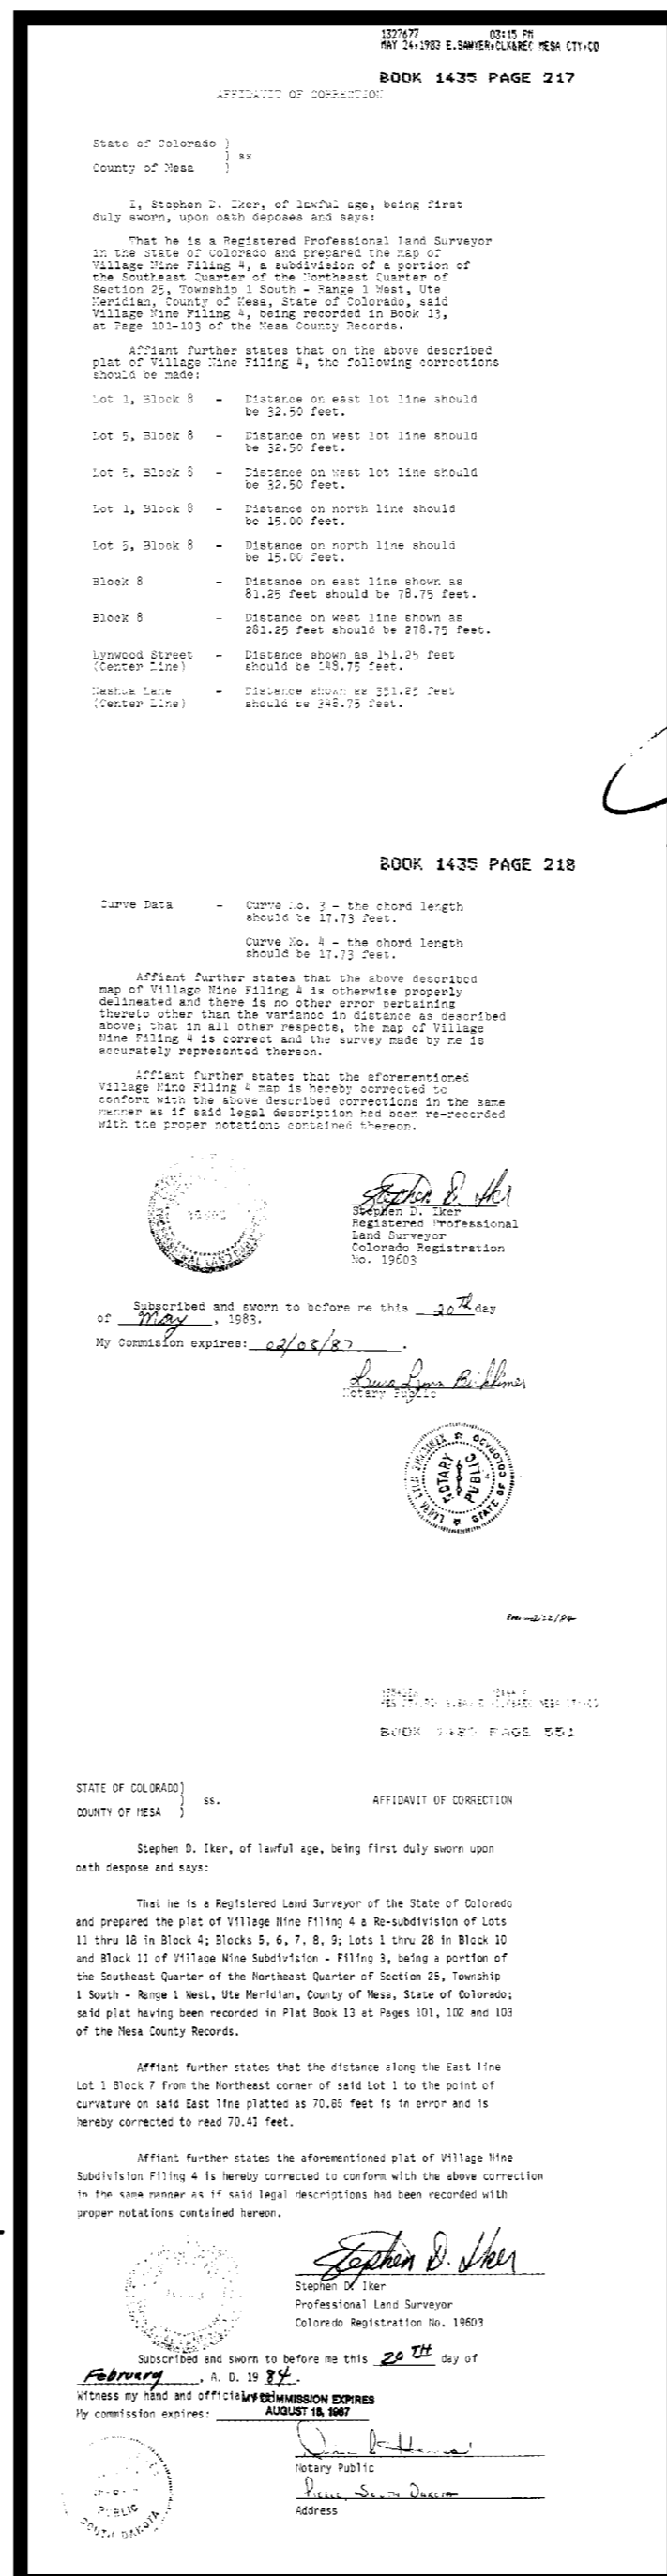 1327677 03:15 PM
MAY 24,1983 E.SAWYER,CLK&REC MESA CTY,CO
BOOK 1435 PAGE 217
AFFIDAVIT OF CORRECTION
State of Colorado )
) ss
County of Mesa )
I, Stephen D. Iker, of lawful age, being first
duly sworn, upon oath deposes and says:
That he is a Registered Professional Land Surveyor
in the State of Colorado and prepared the map of
Village Nine Filing 4, a subdivision of a portion of
the Southeast Quarter of the Northeast Quarter of
Section 25, Township 1 South - Range 1 West, Ute
Meridian, County of Mesa, State of Colorado, said
Village Nine Filing 4, being recorded in Book 13,
at Page 101-103 of the Mesa County Records.
Affiant further states that on the above described
plat of Village Nine Filing 4, the following corrections
should be made:
Lot 1, Block 8 - Distance on east lot line should
be 32.50 feet.
Lot 5, Block 8 - Distance on west lot line should
be 32.50 feet.
Lot 5, Block 8 - Distance on west lot line should
be 32.50 feet.
Lot 1, Block 8 - Distance on north line should
be 15.00 feet.
Lot 5, Block 8 - Distance on north line should
be 15.00 feet.
Block 8 - Distance on east line shown as
81.25 feet should be 78.75 feet.
Block 8 - Distance on west line shown as
281.25 feet should be 278.75 feet.
Lynwood Street - Distance shown as 151.25 feet
(Center Line) should be 148.75 feet.
Nashua Lane - Distance shown as 351.25 feet
(Center Line) should be 348.75 feet.
BOOK 1435 PAGE 218
Curve Data - Curve No. 3 - the chord length
should be 17.73 feet.
Curve No. 4 - the chord length
should be 17.73 feet.
Affiant further states that the above described
map of Village Nine Filing 4 is otherwise properly
delineated and there is no other error pertaining
thereto other than the variance in distance as described
above; that in all other respects, the map of Village
Nine Filing 4 is correct and the survey made by me is
accurately represented thereon.
Affiant further states that the aforementioned
Village Nine Filing 4 map is hereby corrected to
conform with the above described corrections in the same
manner as if said legal description had been re-recorded
with the proper notations contained thereon.
Stephen D. Iker
Stephen D. Iker
Registered Professional
Land Surveyor
Colorado Registration
No. 19603
Subscribed and sworn to before me this 20th day
of May, 1983.
My Commision expires: 02/08/87.
Notary Public
NOTARY PUBLIC
STATE OF COLORADO
BOOK PAGE 551
STATE OF COLORADO)
) ss. AFFIDAVIT OF CORRECTION
COUNTY OF MESA )
Stephen D. Iker, of lawful age, being first duly sworn upon
oath despose and says:
That he is a Registered Land Surveyor of the State of Colorado
and prepared the plat of Village Nine Filing 4 a Re-subdivision of Lots
11 thru 18 in Block 4; Blocks 5, 6, 7, 8, 9; Lots 1 thru 28 in Block 10
and Block 11 of Village Nine Subdivision - Filing 3, being a portion of
the Southeast Quarter of the Northeast Quarter of Section 25, Township
1 South - Range 1 West, Ute Meridian, County of Mesa, State of Colorado;
said plat having been recorded in Plat Book 13 at Pages 101, 102 and 103
of the Mesa County Records.
Affiant further states that the distance along the East line
Lot 1 Block 7 from the Northeast corner of said Lot 1 to the point of
curvature on said East line platted as 70.85 feet is in error and is
hereby corrected to read 70.41 feet.
Affiant further states the aforementioned plat of Village Nine
Subdivision Filing 4 is hereby corrected to conform with the above correction
in the same manner as if said legal descriptions had been recorded with
proper notations contained hereon.
Stephen D. Iker
Stephen D. Iker
Professional Land Surveyor
Colorado Registration No. 19603
Subscribed and sworn to before me this 20TH day of
February, A. D. 19 84.
Witness my hand and official
MY COMMISSION EXPIRES
My commission expires: AUGUST 18, 1987
Notary Public
Pierre, South Dakota
Address
PUBLIC
SOUTH DAKOTA